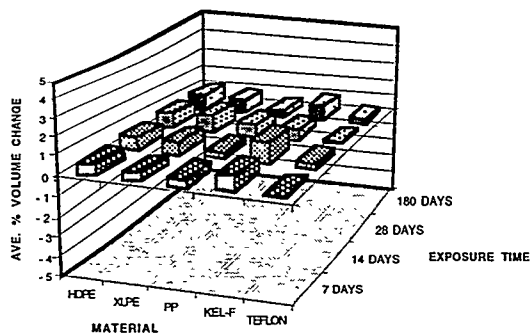 AVE. % VOLUME CHANGE
5
4
3
2
1
0
-1
-2
-3
-4
-5
HDPE
XLPE
PP
KEL-F
TEFLON
MATERIAL
7 DAYS
14 DAYS
28 DAYS
180 DAYS
EXPOSURE TIME